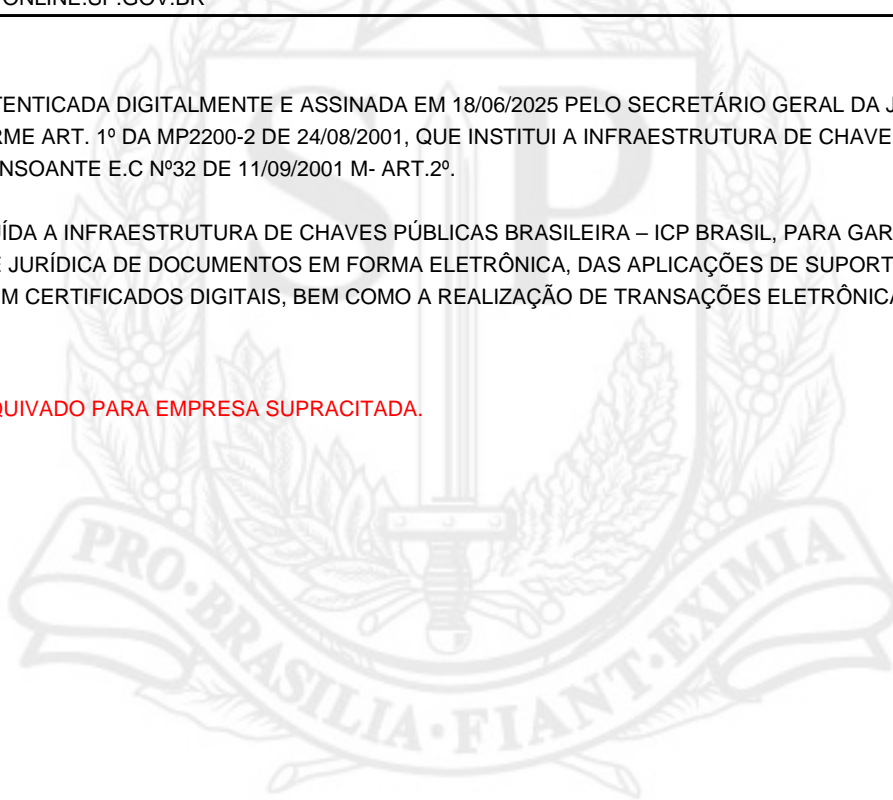 ONLINE.SP.GOV.BR
TENTICADA DIGITALMENTE E ASSINADA EM 18/06/2025 PELO SECRETÁRIO GERAL DA J
RME ART. 1º DA MP2200-2 DE 24/08/2001, QUE INSTITUI A INFRAESTRUTURA DE CHAVE
NSOANTE E.C Nº32 DE 11/09/2001 M- ART.2º.
ÍDA A INFRAESTRUTURA DE CHAVES PÚBLICAS BRASILEIRA – ICP BRASIL, PARA GAR
E JURÍDICA DE DOCUMENTOS EM FORMA ELETRÔNICA, DAS APLICAÇÕES DE SUPORT
M CERTIFICADOS DIGITAIS, BEM COMO A REALIZAÇÃO DE TRANSAÇÕES ELETRÔNICA
QUIVADO PARA EMPRESA SUPRACITADA.
SP
PRO·BRASILIA·FIANT·EXIMIA